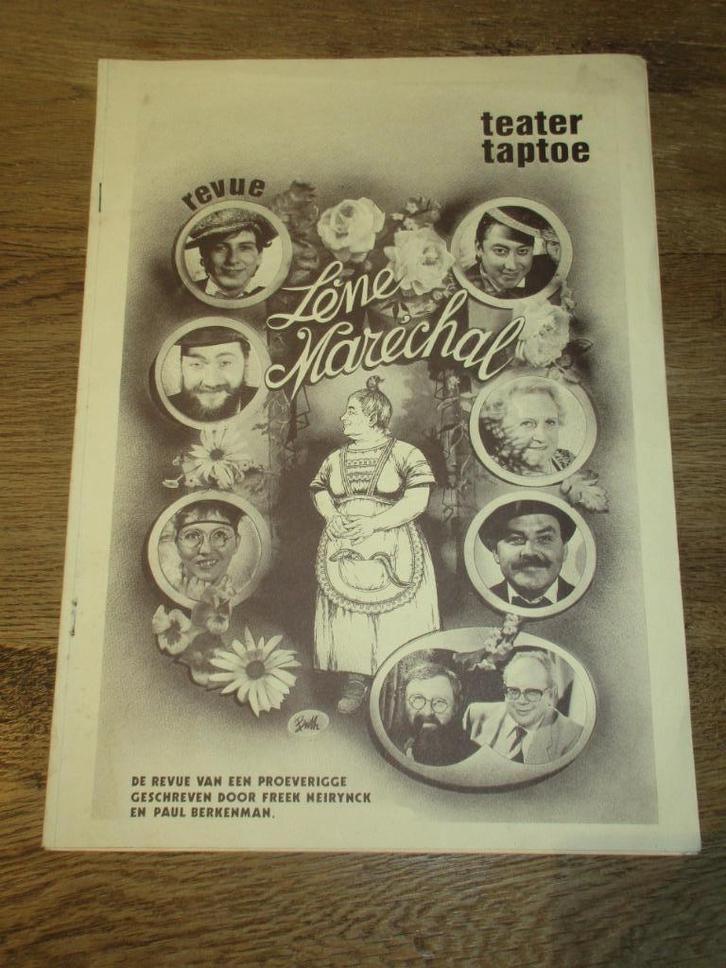 teater
taptoe
revue
Lène
Maréchal
DE REVUE VAN EEN PROEVERIGGE
GESCHREVEN DOOR FREEK NEIRYNCK
EN PAUL BERKENMAN.